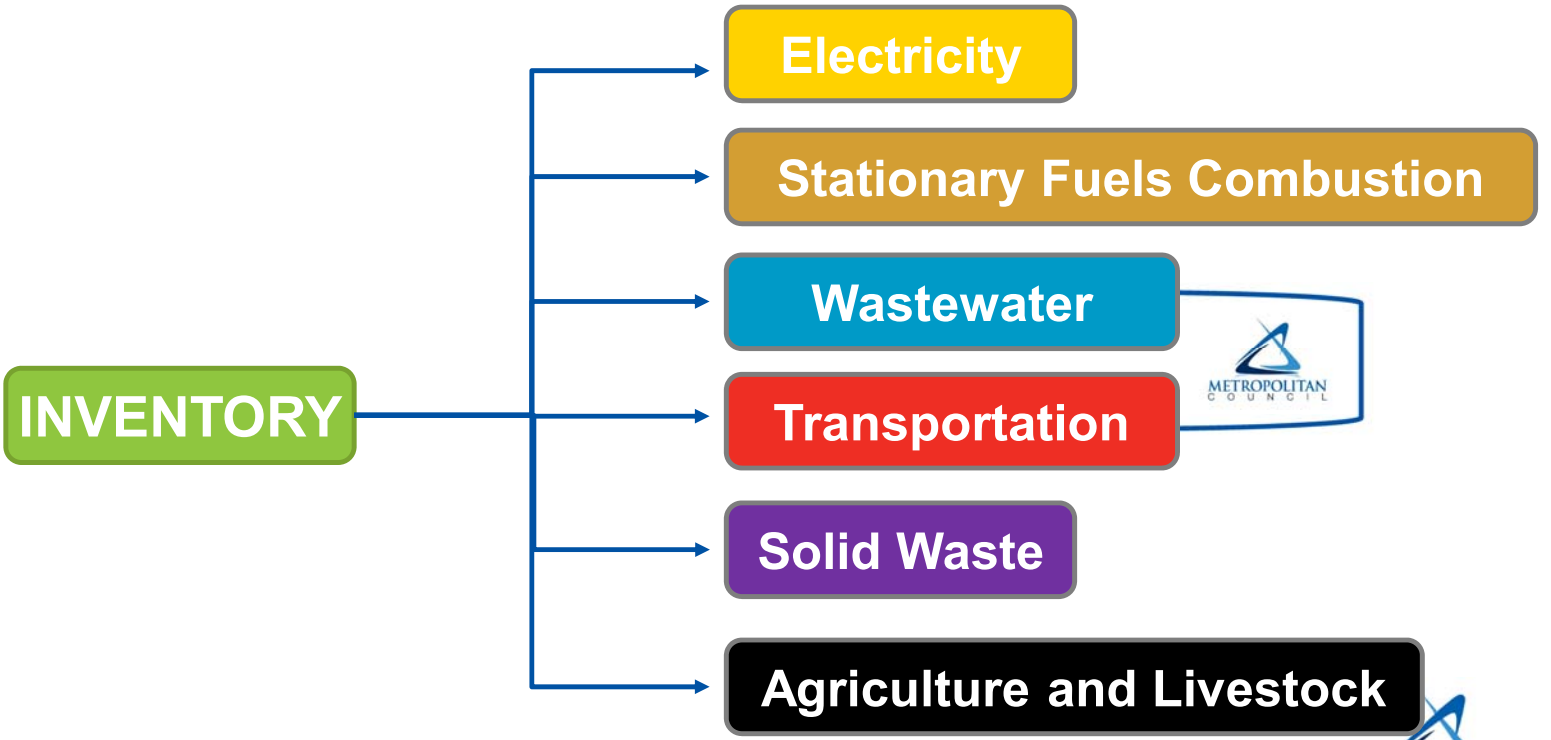 Electricity
Stationary Fuels Combustion
Wastewater
METROPOLITAN
COUNCIL
INVENTORY
Transportation
Solid Waste
Agriculture and Livestock